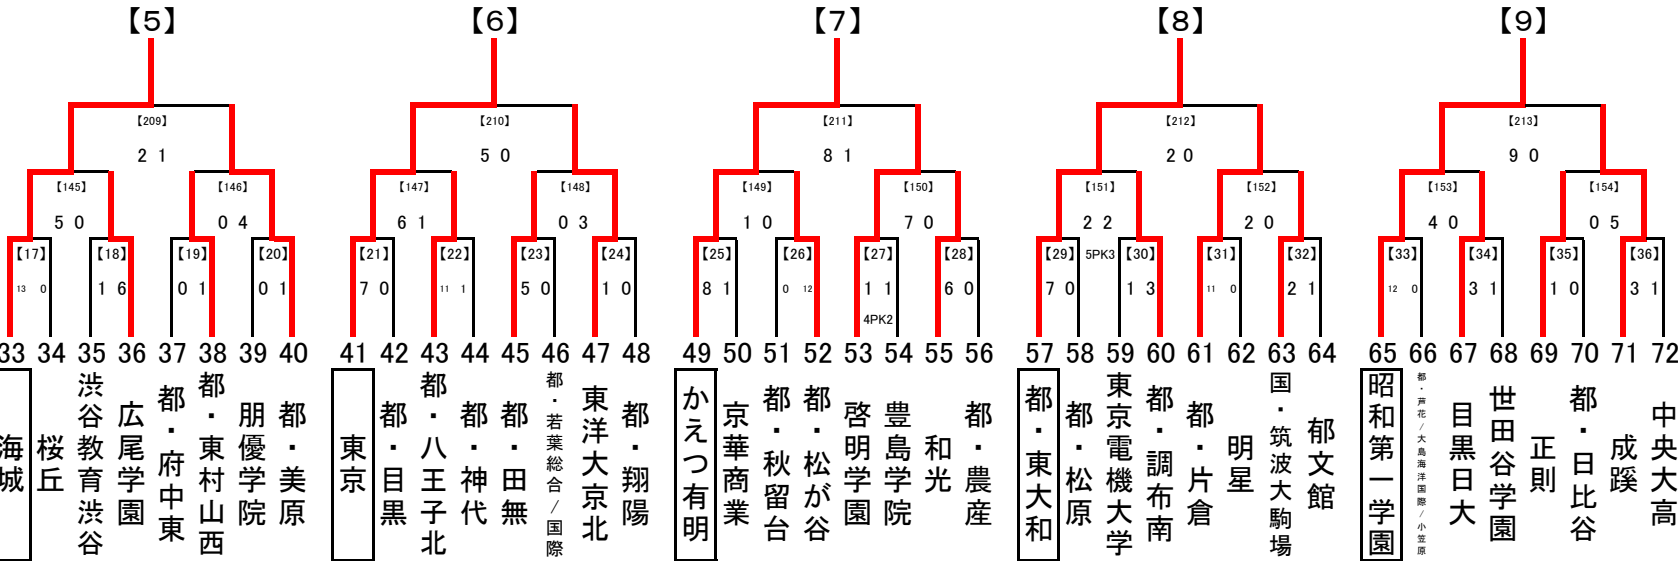 【5】 【6】 【7】 【8】 【9】
【209】 【210】 【211】 【212】 【213】
2 1 5 0 8 1 2 0 9 0
【145】 【146】 【147】 【148】 【149】 【150】 【151】 【152】 【153】 【154】
5 0 0 4 6 1 0 3 1 0 7 0 2 2 2 0 4 0 0 5
【17】 【18】 【19】 【20】 【21】 【22】 【23】 【24】 【25】 【26】 【27】 【28】 【29】 5PK3 【30】 【31】 【32】 【33】 【34】 【35】 【36】
13 0 1 6 0 1 0 1 7 0 11 1 5 0 1 0 8 1 0 12 1 1 6 0 7 0 1 3 11 0 2 1 12 0 3 1 1 0 3 1
4PK2
33 34 35 36 37 38 39 40 41 42 43 44 45 46 47 48 49 50 51 52 53 54 55 56 57 58 59 60 61 62 63 64 65 66 67 68 69 70 71 72
海城
桜丘
渋谷教育渋谷
広尾学園
都・府中東
都・東村山西
朋優学院
都・美原
東京
都・目黒
都・八王子北
都・神代
都・田無
都・若葉総合/国際
東洋大京北
都・翔陽
かえつ有明
京華商業
都・秋留台
都・松が谷
啓明学園
豊島学院
和光
都・農産
都・東大和
都・松原
東京電機大学
都・調布南
都・片倉
明星
国・筑波大駒場
郁文館
昭和第一学園
都・芦花/大島海洋国際/小笠原
目黒日大
世田谷学園
正則
都・日比谷
成蹊
中央大高